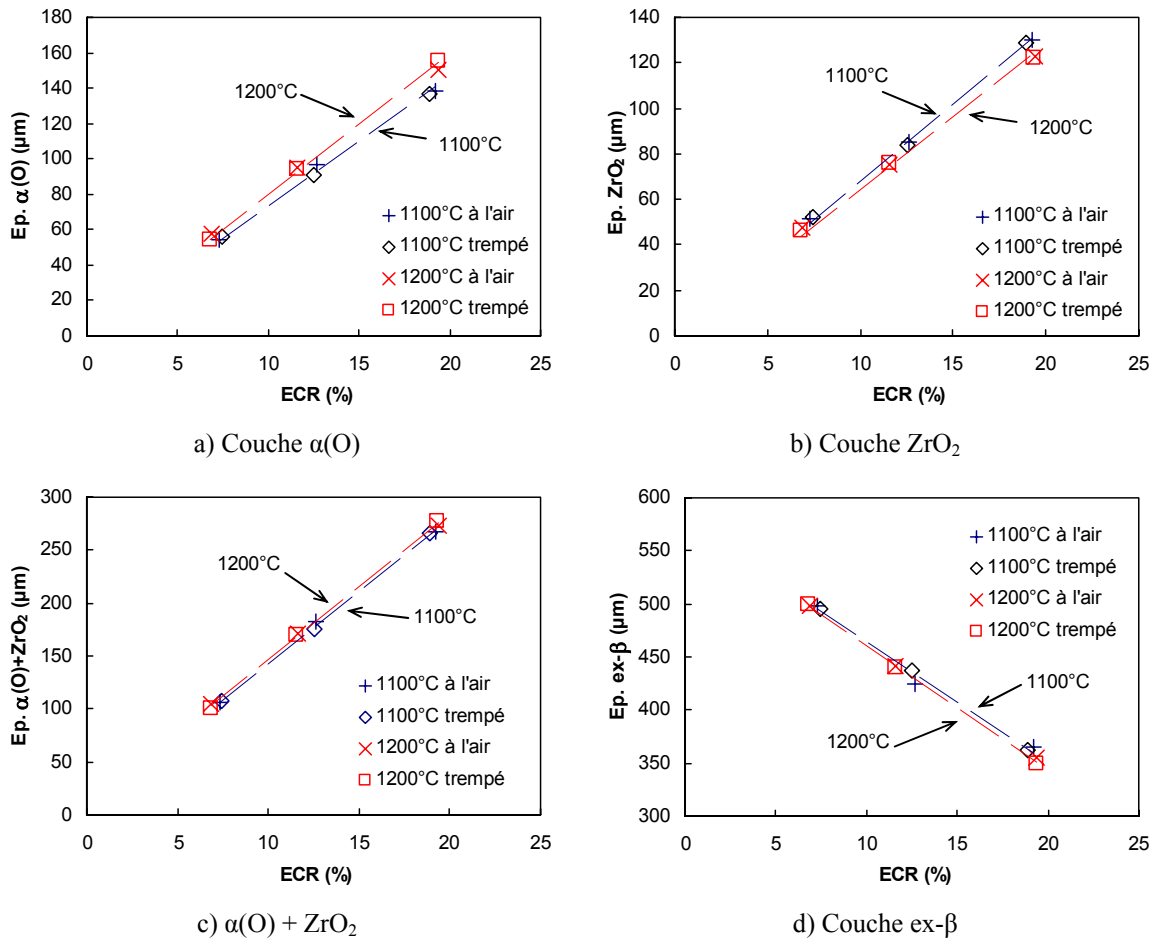 180
160
140
120
100
80
60
40
20
0
Ep. α(O) (µm)
1200°C
1100°C
1100°C à l'air
1100°C trempé
1200°C à l'air
1200°C trempé
0 5 10 15 20 25
ECR (%)
a) Couche α(O)
140
120
100
80
60
40
20
0
Ep. ZrO₂ (µm)
1100°C
1200°C
1100°C à l'air
1100°C trempé
1200°C à l'air
1200°C trempé
0 5 10 15 20 25
ECR (%)
b) Couche ZrO₂
300
250
200
150
100
50
0
Ep. α(O)+ZrO₂ (µm)
1200°C
1100°C
1100°C à l'air
1100°C trempé
1200°C à l'air
1200°C trempé
0 5 10 15 20 25
ECR (%)
c) α(O) + ZrO₂
600
550
500
450
400
350
300
Ep. ex-β (µm)
1100°C à l'air
1100°C trempé
1200°C à l'air
1200°C trempé
1100°C
1200°C
0 5 10 15 20 25
ECR (%)
d) Couche ex-β